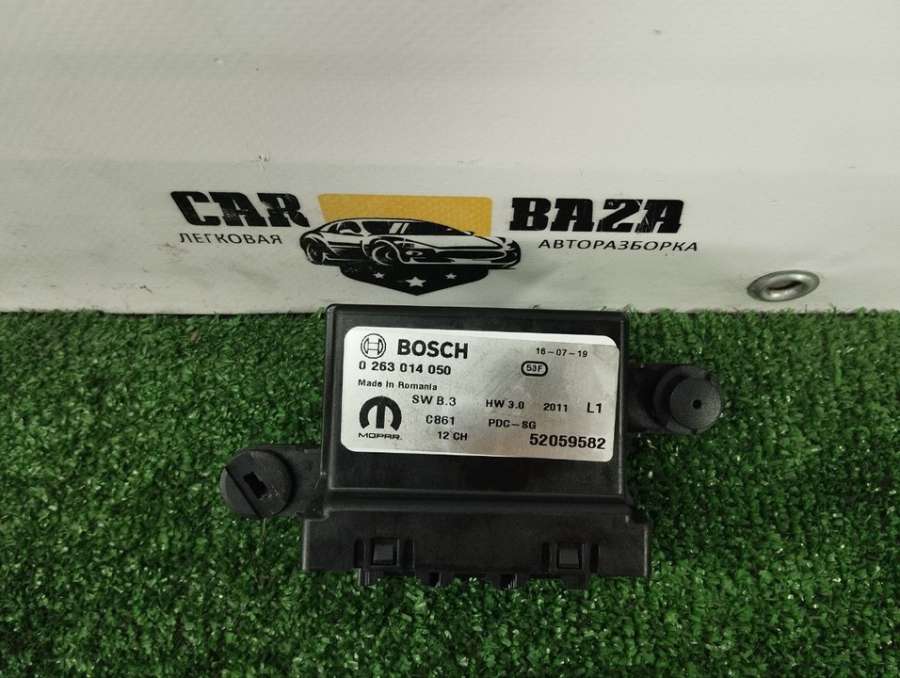 CAR BAZA
ЛЕГКОВАЯ АВТОРАЗБОРКА
BOSCH 16-07-19
0 263 014 050 53F
Made in Romania
SW B.3 HW 3.0 2011 L1
C861 PDC-SG
MOPAR. 12 CH 52059582